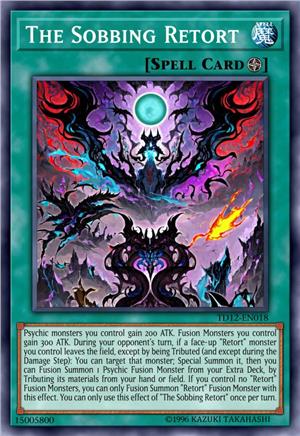 THE SOBBING RETORT
[SPELL CARD]
TD12-EN018
Psychic monsters you control gain 200 ATK. Fusion Monsters you control
gain 300 ATK. During your opponent's turn, if a face-up "Retort" monster
you control leaves the field, except by being Tributed (and except during the
Damage Step): You can target that monster; Special Summon it, then you
can Fusion Summon 1 Psychic Fusion Monster from your Extra Deck, by
Tributing its materials from your hand or field. If you control no "Retort"
Fusion Monsters, you can only Fusion Summon "Retort" Fusion Monster with
this effect. You can only use this effect of "The Sobbing Retort" once per turn.
15005800
©1996 KAZUKI TAKAHASHI